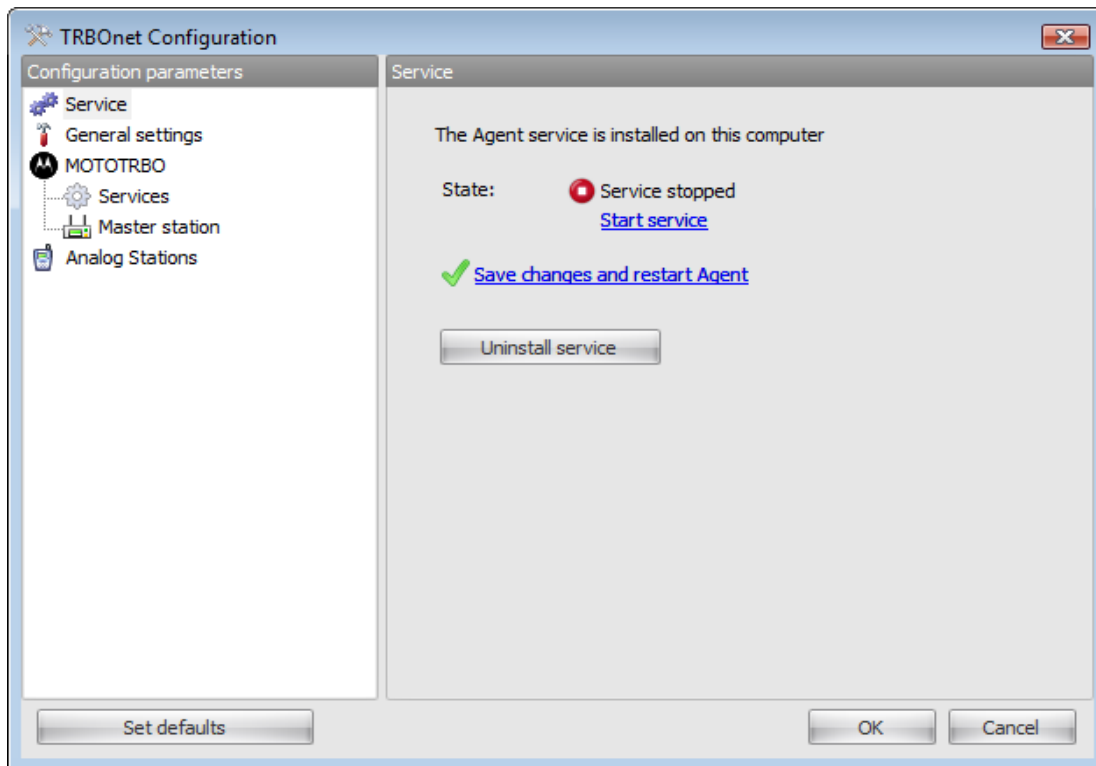 TRBOnet Configuration
Configuration parameters
Service
General settings
MOTOTRBO
Services
Master station
Analog Stations
Service
The Agent service is installed on this computer
State:
Service stopped
Start service
Save changes and restart Agent
Uninstall service
Set defaults
OK
Cancel